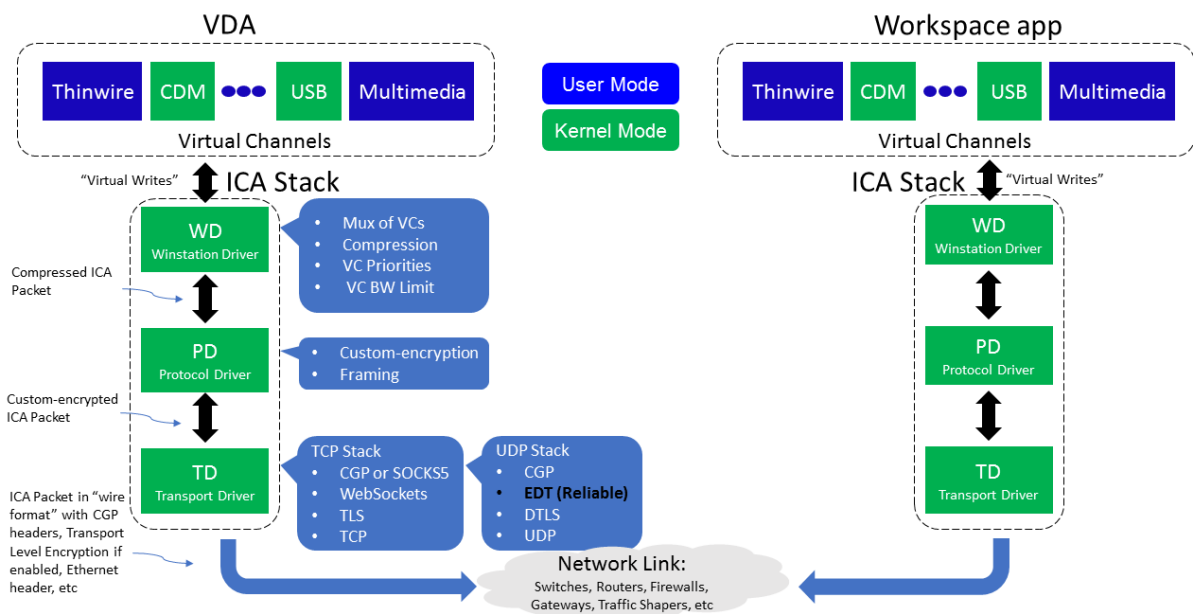 VDA
Thinwire
CDM
USB
Multimedia
Virtual Channels
User Mode
Kernel Mode
Workspace app
Thinwire
CDM
USB
Multimedia
Virtual Channels
“Virtual Writes”
ICA Stack
WD
Winstation Driver
• Mux of VCs
• Compression
• VC Priorities
• VC BW Limit
Compressed ICA
Packet
PD
Protocol Driver
• Custom-encryption
• Framing
Custom-encrypted
ICA Packet
TD
Transport Driver
TCP Stack
• CGP or SOCKS5
• WebSockets
• TLS
• TCP
UDP Stack
• CGP
• EDT (Reliable)
• DTLS
• UDP
ICA Packet in “wire
format” with CGP
headers, Transport
Level Encryption if
enabled, Ethernet
header, etc
Network Link:
Switches, Routers, Firewalls,
Gateways, Traffic Shapers, etc
ICA Stack
“Virtual Writes”
WD
Winstation Driver
PD
Protocol Driver
TD
Transport Driver